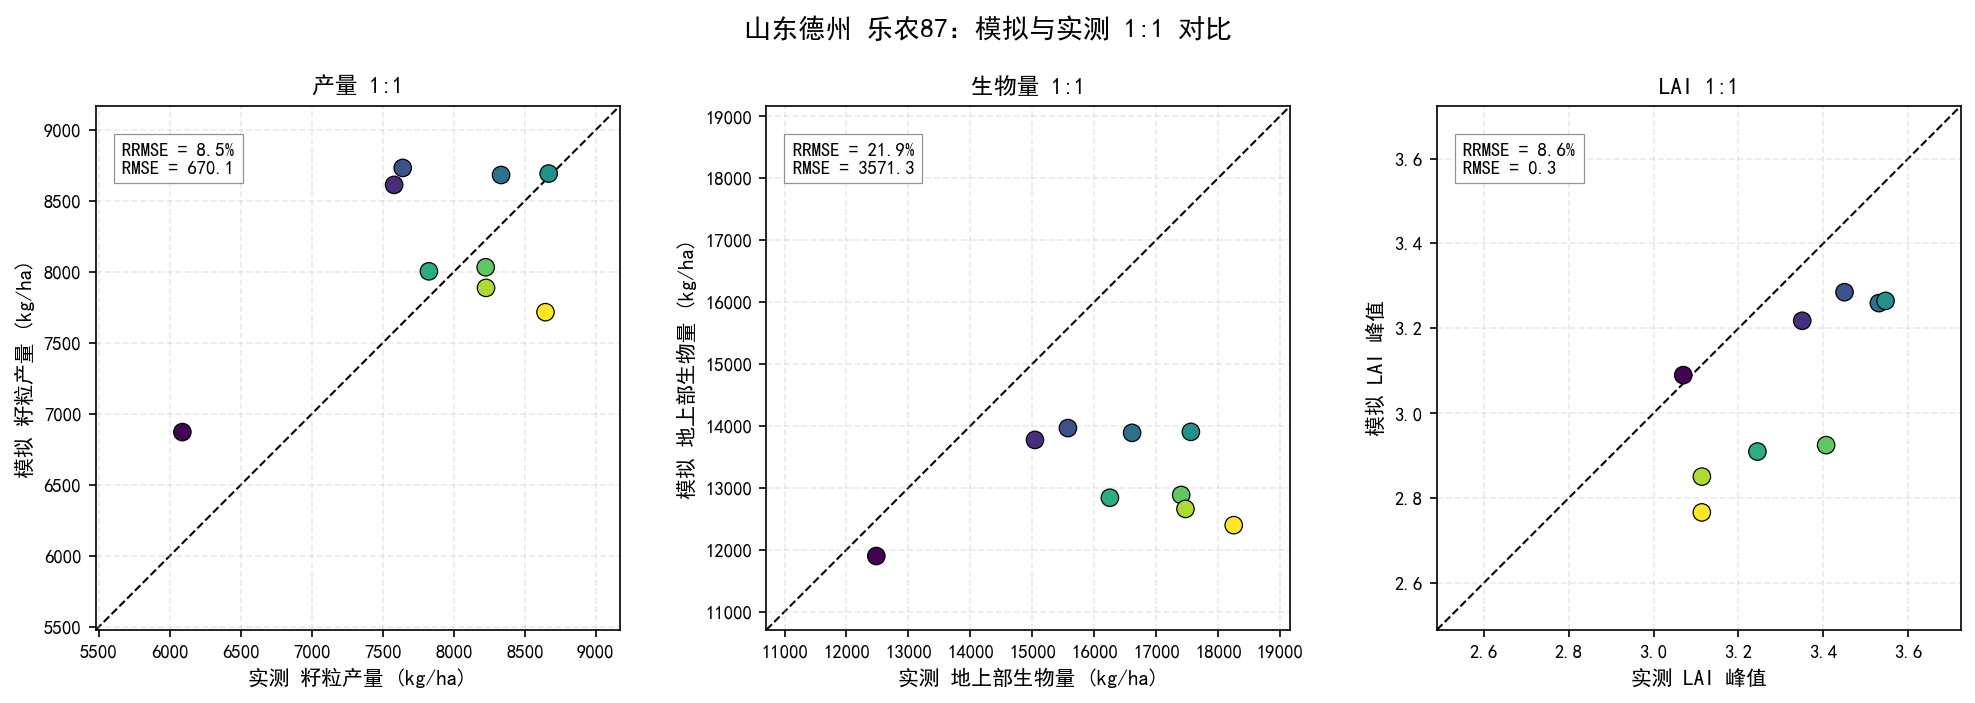 山东德州 乐农87：模拟与实测 1:1 对比
产量 1:1
RRMSE = 8.5%
RMSE = 670.1
9000
8500
8000
7500
7000
6500
6000
5500
模拟 籽粒产量 (kg/ha)
5500 6000 6500 7000 7500 8000 8500 9000
实测 籽粒产量 (kg/ha)
生物量 1:1
RRMSE = 21.9%
RMSE = 3571.3
19000
18000
17000
16000
15000
14000
13000
12000
11000
模拟 地上部生物量 (kg/ha)
11000 12000 13000 14000 15000 16000 17000 18000 19000
实测 地上部生物量 (kg/ha)
LAI 1:1
RRMSE = 8.6%
RMSE = 0.3
3.6
3.4
3.2
3.0
2.8
2.6
模拟 LAI 峰值
2.6 2.8 3.0 3.2 3.4 3.6
实测 LAI 峰值